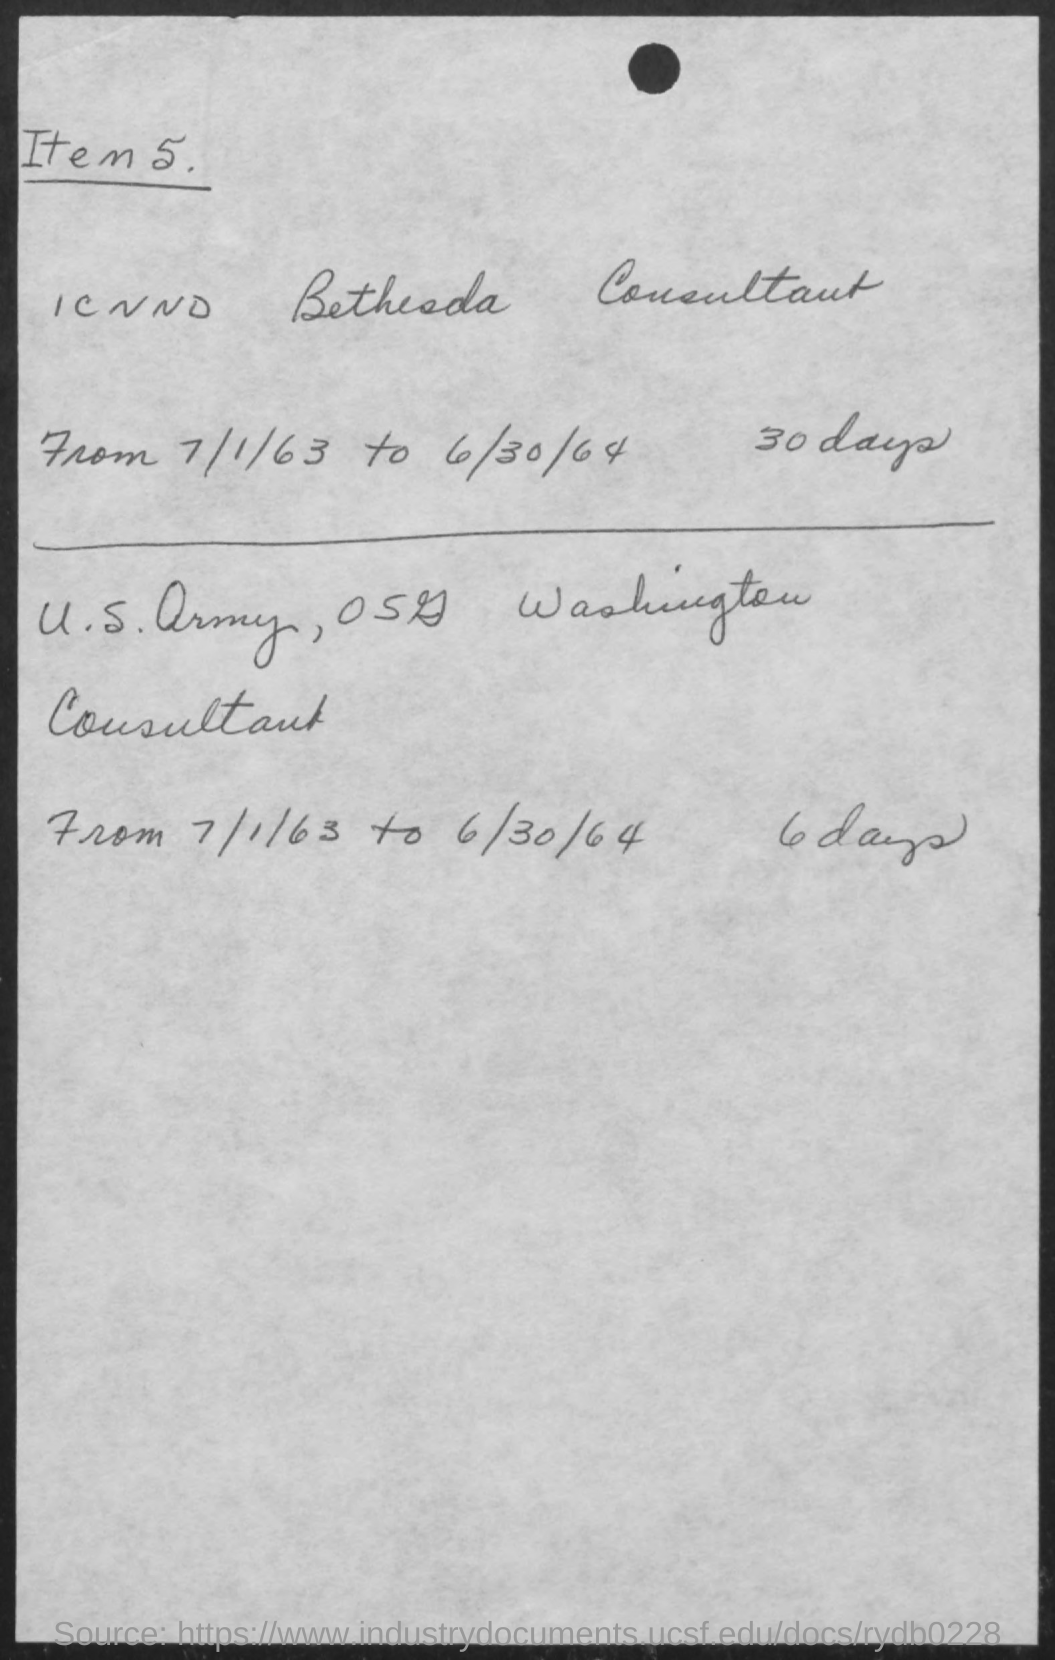 Item 5.
ICNND Bethesda Consultant
From 7/1/63 to 6/30/64 30 days
U.S. Army, OSG Washington
Consultant
From 7/1/63 to 6/30/64 6 days
Source: https://www.industrydocuments.ucsf.edu/docs/rydb0228